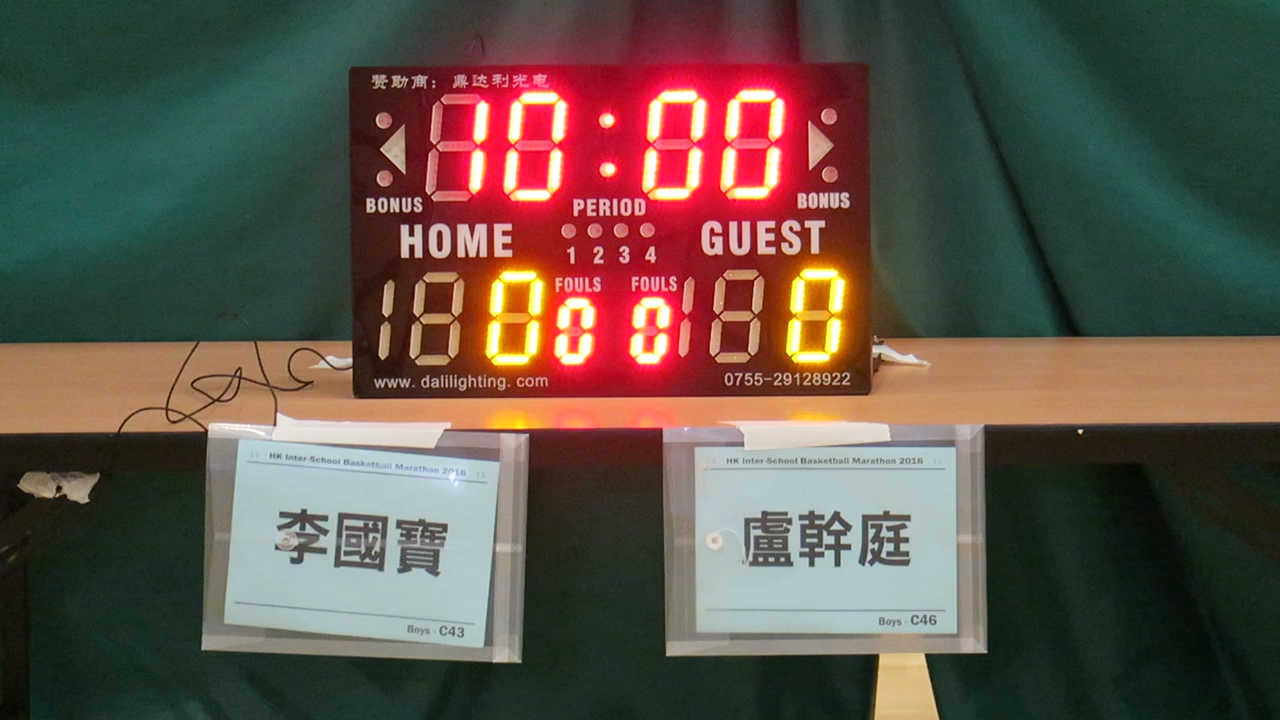 赞助商：鼎达利光电
10:00
BONUS PERIOD BONUS
HOME 1 2 3 4 GUEST
FOULS FOULS
0 0 0 0
www.dalilighting.com 0755-29128922
HK Inter-School Basketball Marathon 2016
李國寶
Boys - C43
HK Inter-School Basketball Marathon 2016
盧幹庭
Boys - C46